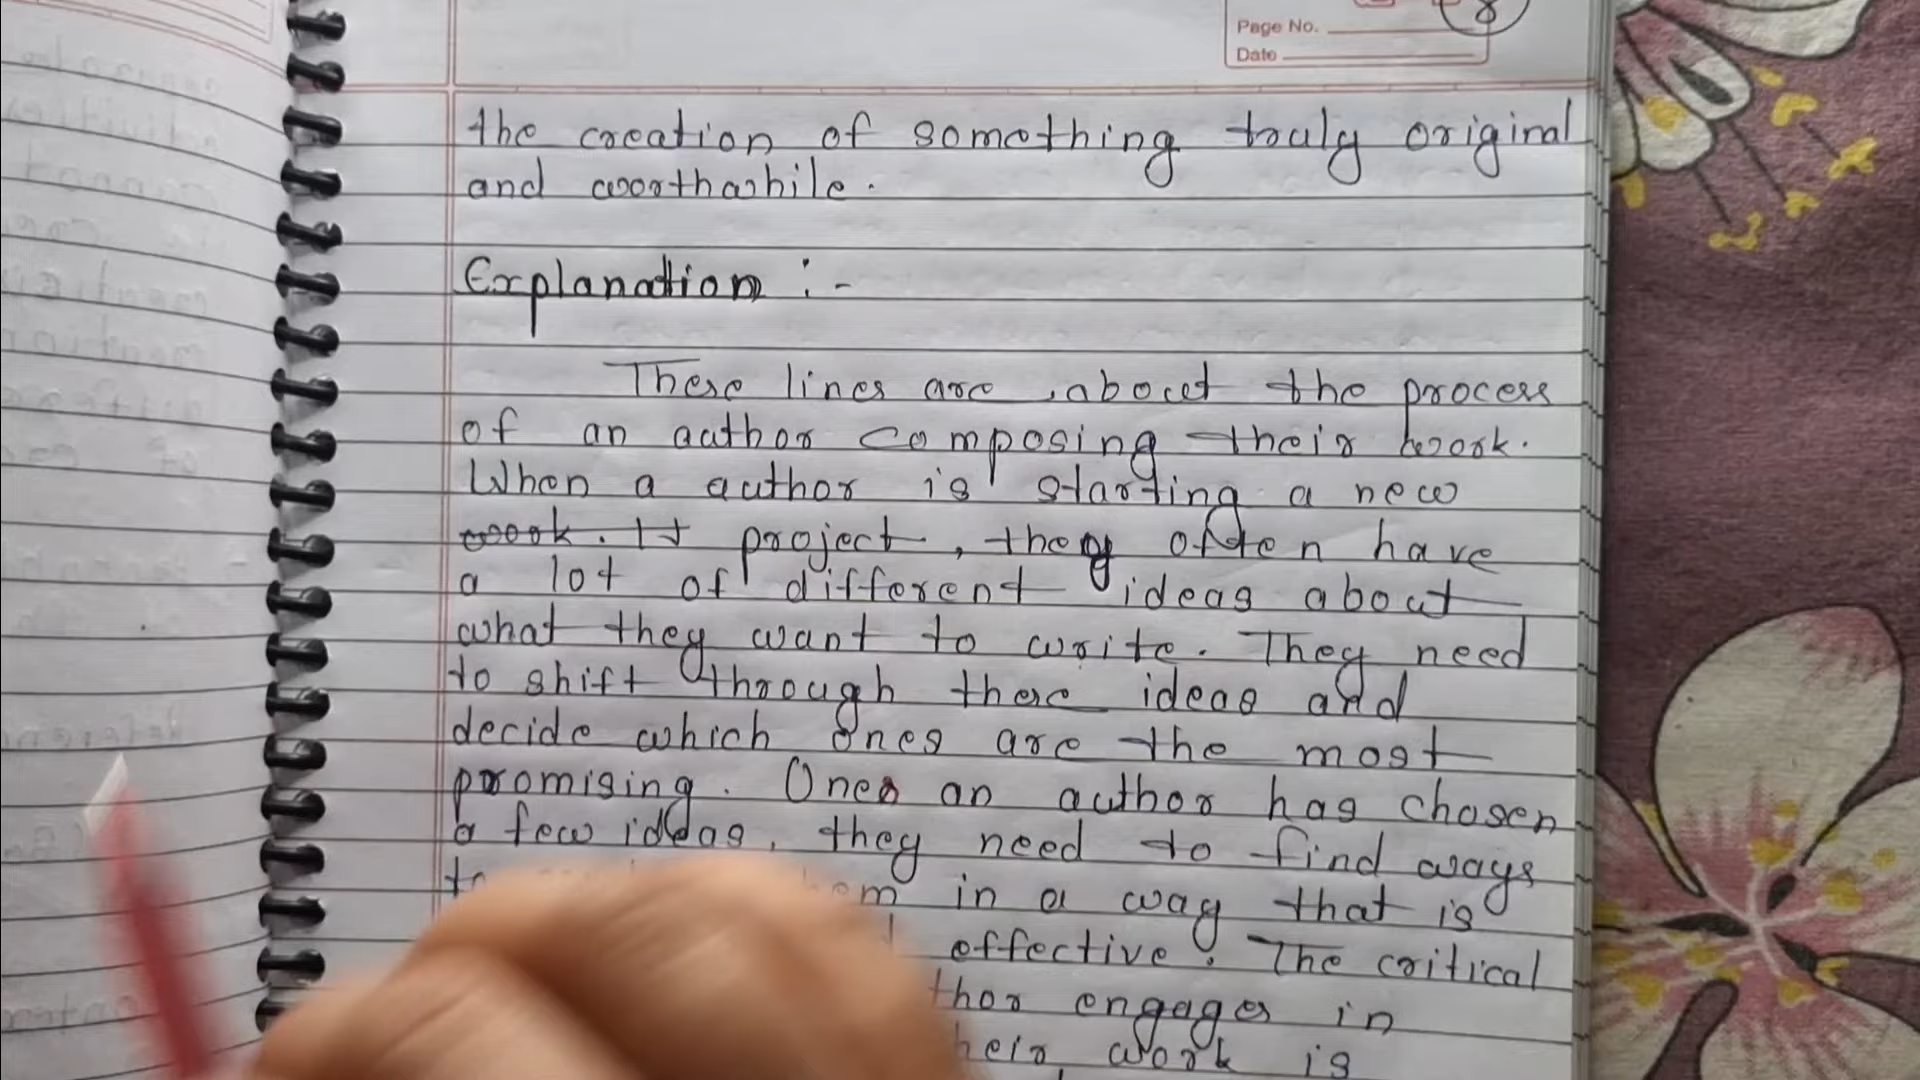 8
Page No.
Date
the creation of something truly original
and worthwhile.
Explanation :-
These lines are about the process
of an author composing their work.
When a author is starting a new
work. It project, they often have
a lot of different ideas about
what they want to write. They need
to shift through these ideas and
decide which ones are the most
promising. Ones an author has chosen
a few ideas, they need to find ways
in a way that is
effective. The critical
engages in
work is